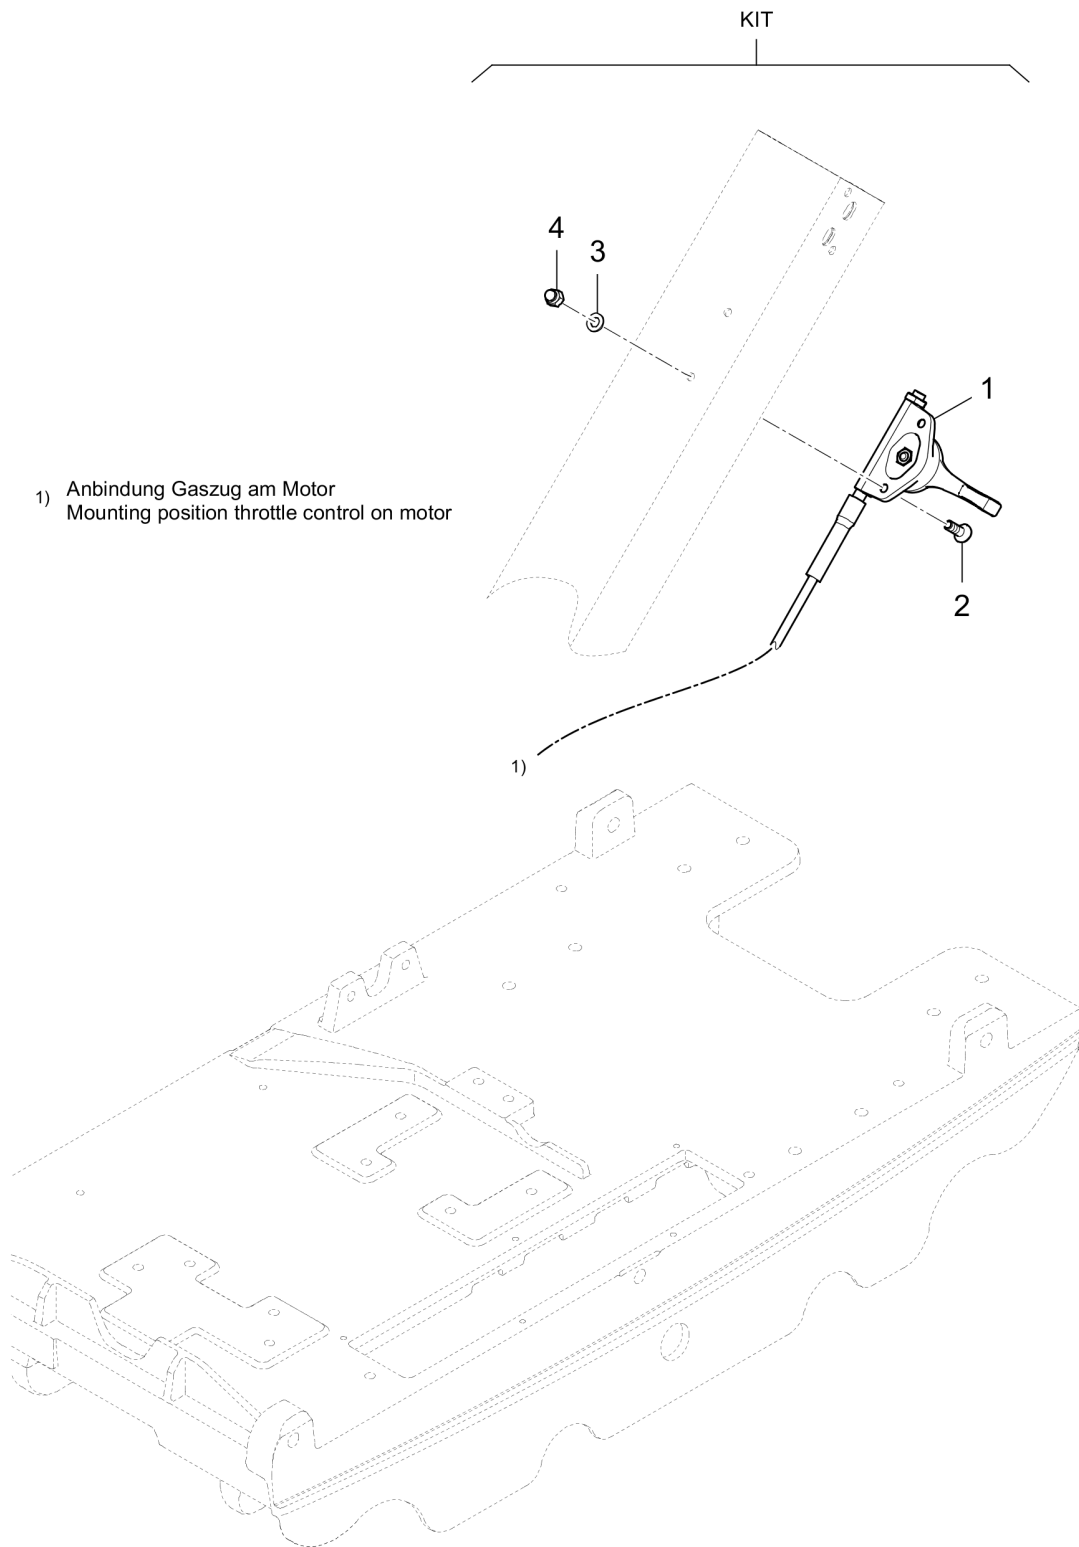 KIT
4
3
1
1) Anbindung Gaszug am Motor
Mounting position throttle control on motor
2
1)